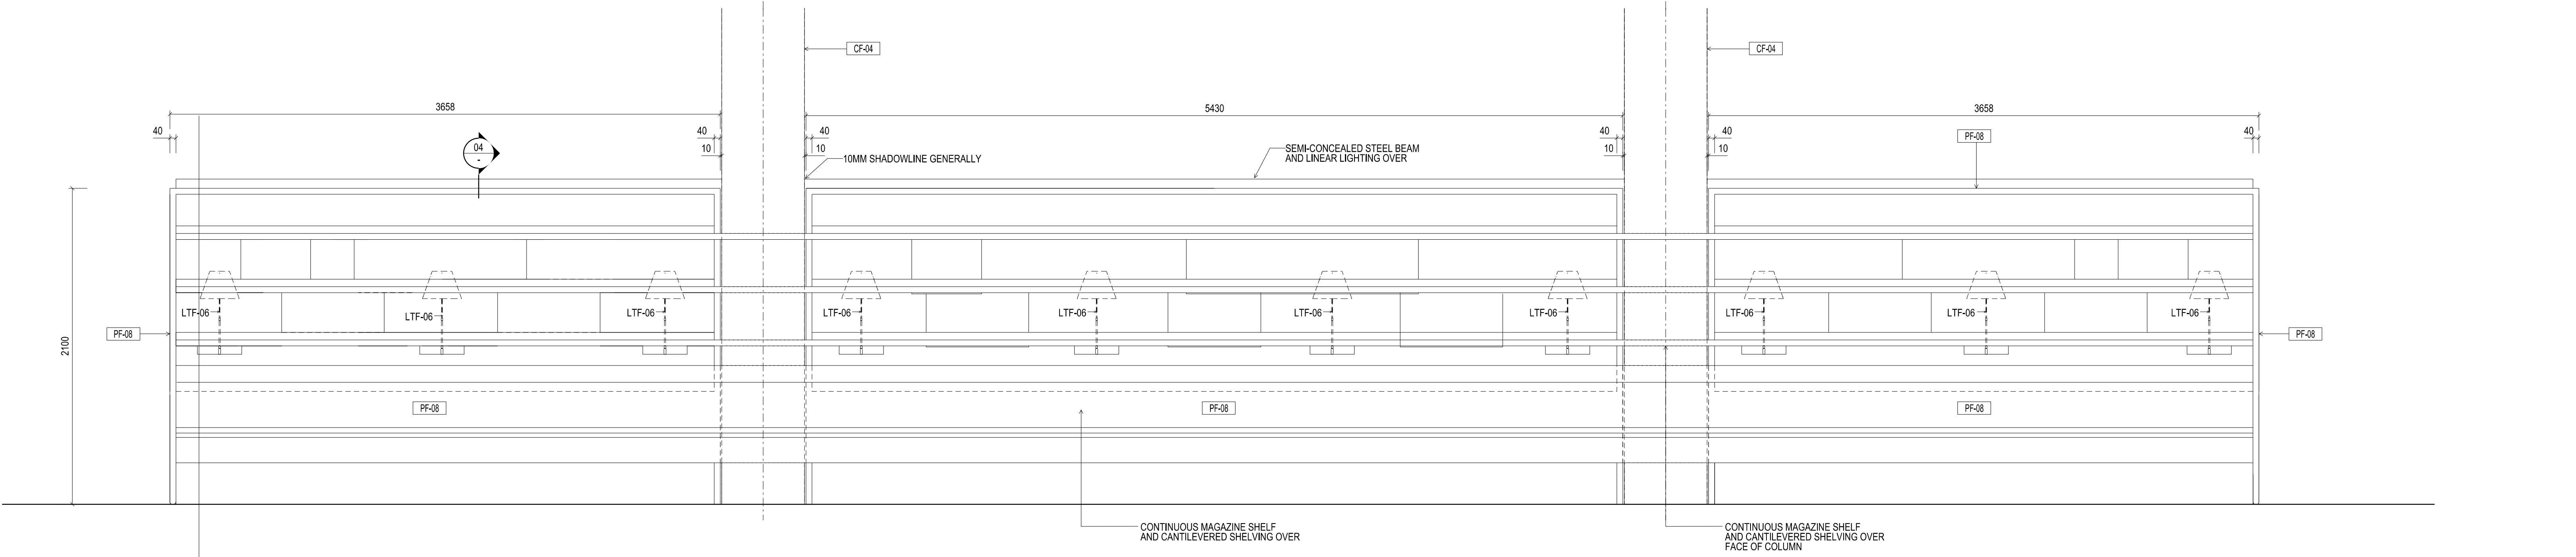 CF-04
CF-04
3658
5430
3658
40
40
40
40
40
40
04
-
10
10
10
10
PF-08
10MM SHADOWLINE GENERALLY
SEMI-CONCEALED STEEL BEAM
AND LINEAR LIGHTING OVER
2100
LTF-06
LTF-06
LTF-06
LTF-06
LTF-06
LTF-06
LTF-06
LTF-06
LTF-06
LTF-06
PF-08
PF-08
PF-08
PF-08
PF-08
CONTINUOUS MAGAZINE SHELF
AND CANTILEVERED SHELVING OVER
CONTINUOUS MAGAZINE SHELF
AND CANTILEVERED SHELVING OVER
FACE OF COLUMN